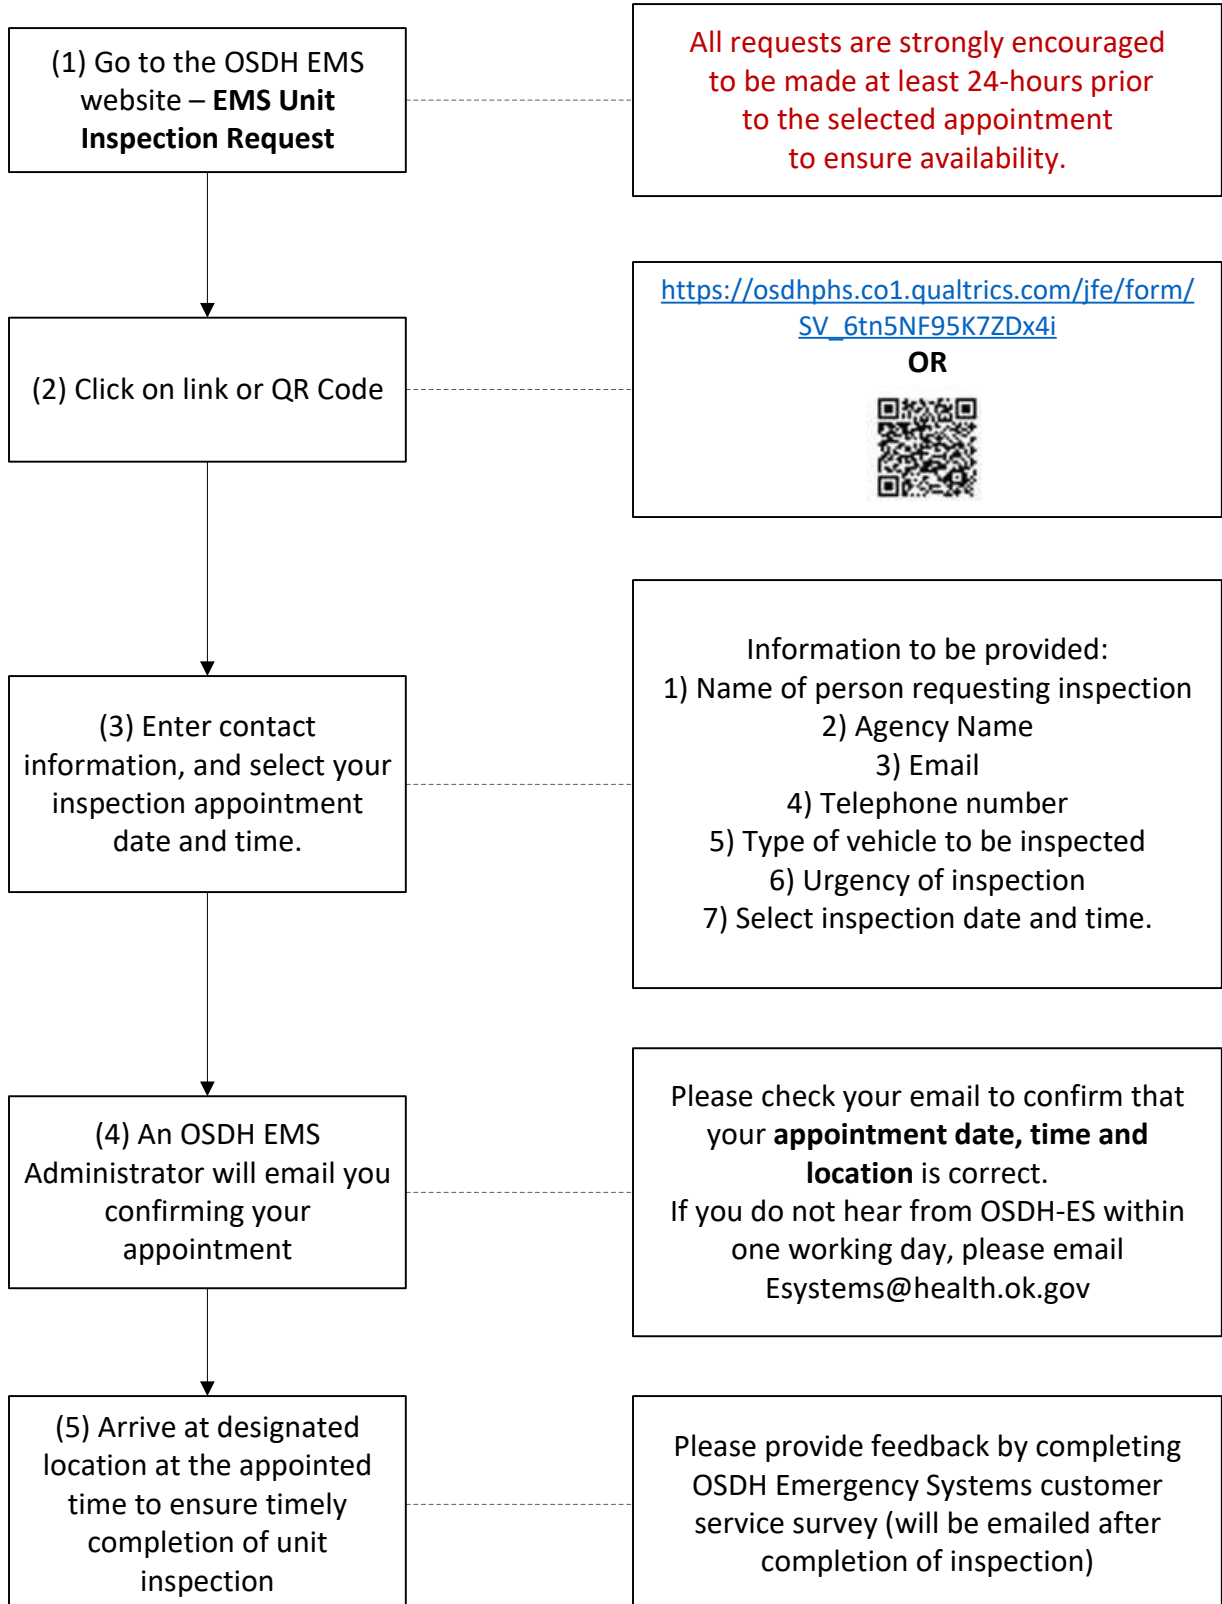 (1) Go to the OSDH EMS
website – EMS Unit
Inspection Request
All requests are strongly encouraged
to be made at least 24-hours prior
to the selected appointment
to ensure availability.
(2) Click on link or QR Code
https://osdhphs.co1.qualtrics.com/jfe/form/
SV_6tn5NF95K7ZDx4i
OR
(3) Enter contact
information, and select your
inspection appointment
date and time.
Information to be provided:
1) Name of person requesting inspection
2) Agency Name
3) Email
4) Telephone number
5) Type of vehicle to be inspected
6) Urgency of inspection
7) Select inspection date and time.
(4) An OSDH EMS
Administrator will email you
confirming your
appointment
Please check your email to confirm that
your appointment date, time and
location is correct.
If you do not hear from OSDH-ES within
one working day, please email
Esystems@health.ok.gov
(5) Arrive at designated
location at the appointed
time to ensure timely
completion of unit
inspection
Please provide feedback by completing
OSDH Emergency Systems customer
service survey (will be emailed after
completion of inspection)